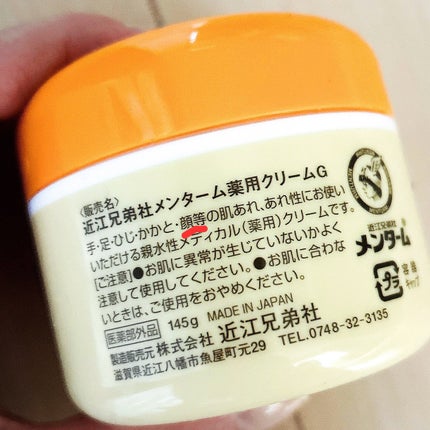 〈販売名〉
近江兄弟社メンターム薬用クリームG
手・足・ひじ・かかと・顔等の肌あれ、あれ性にお使い
いただける親水性メディカル(薬用)クリームです。
[ご注意]●お肌に異常が生じていないかよく
注意して使用してください。●お肌に合わな
いときは、ご使用をおやめください。
医薬部外品 145g MADE IN JAPAN
製造販売元 株式会社 近江兄弟社
滋賀県近江八幡市魚屋町元29 TEL.0748-32-3135
近江兄弟社
メンターム®
プラ
容器
キャップ